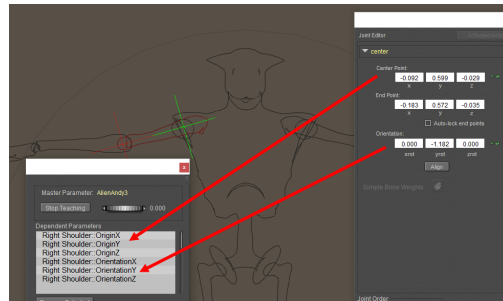 Joint Editor
center
Center Point:
-0.092 0.599 -0.029
x y z
End Point:
-0.183 0.572 -0.035
x y z
Auto-lock end points
Orientation:
0.000 -1.182 0.000
xrot yrot zrot
Align
Simple Bone Weights
Joint Order
x
Master Parameter: AlienAndy3
Stop Teaching 0.000
Dependent Parameters
Right Shoulder::OriginX
Right Shoulder::OriginY
Right Shoulder::OriginZ
Right Shoulder::OrientationX
Right Shoulder::OrientationY
Right Shoulder::OrientationZ